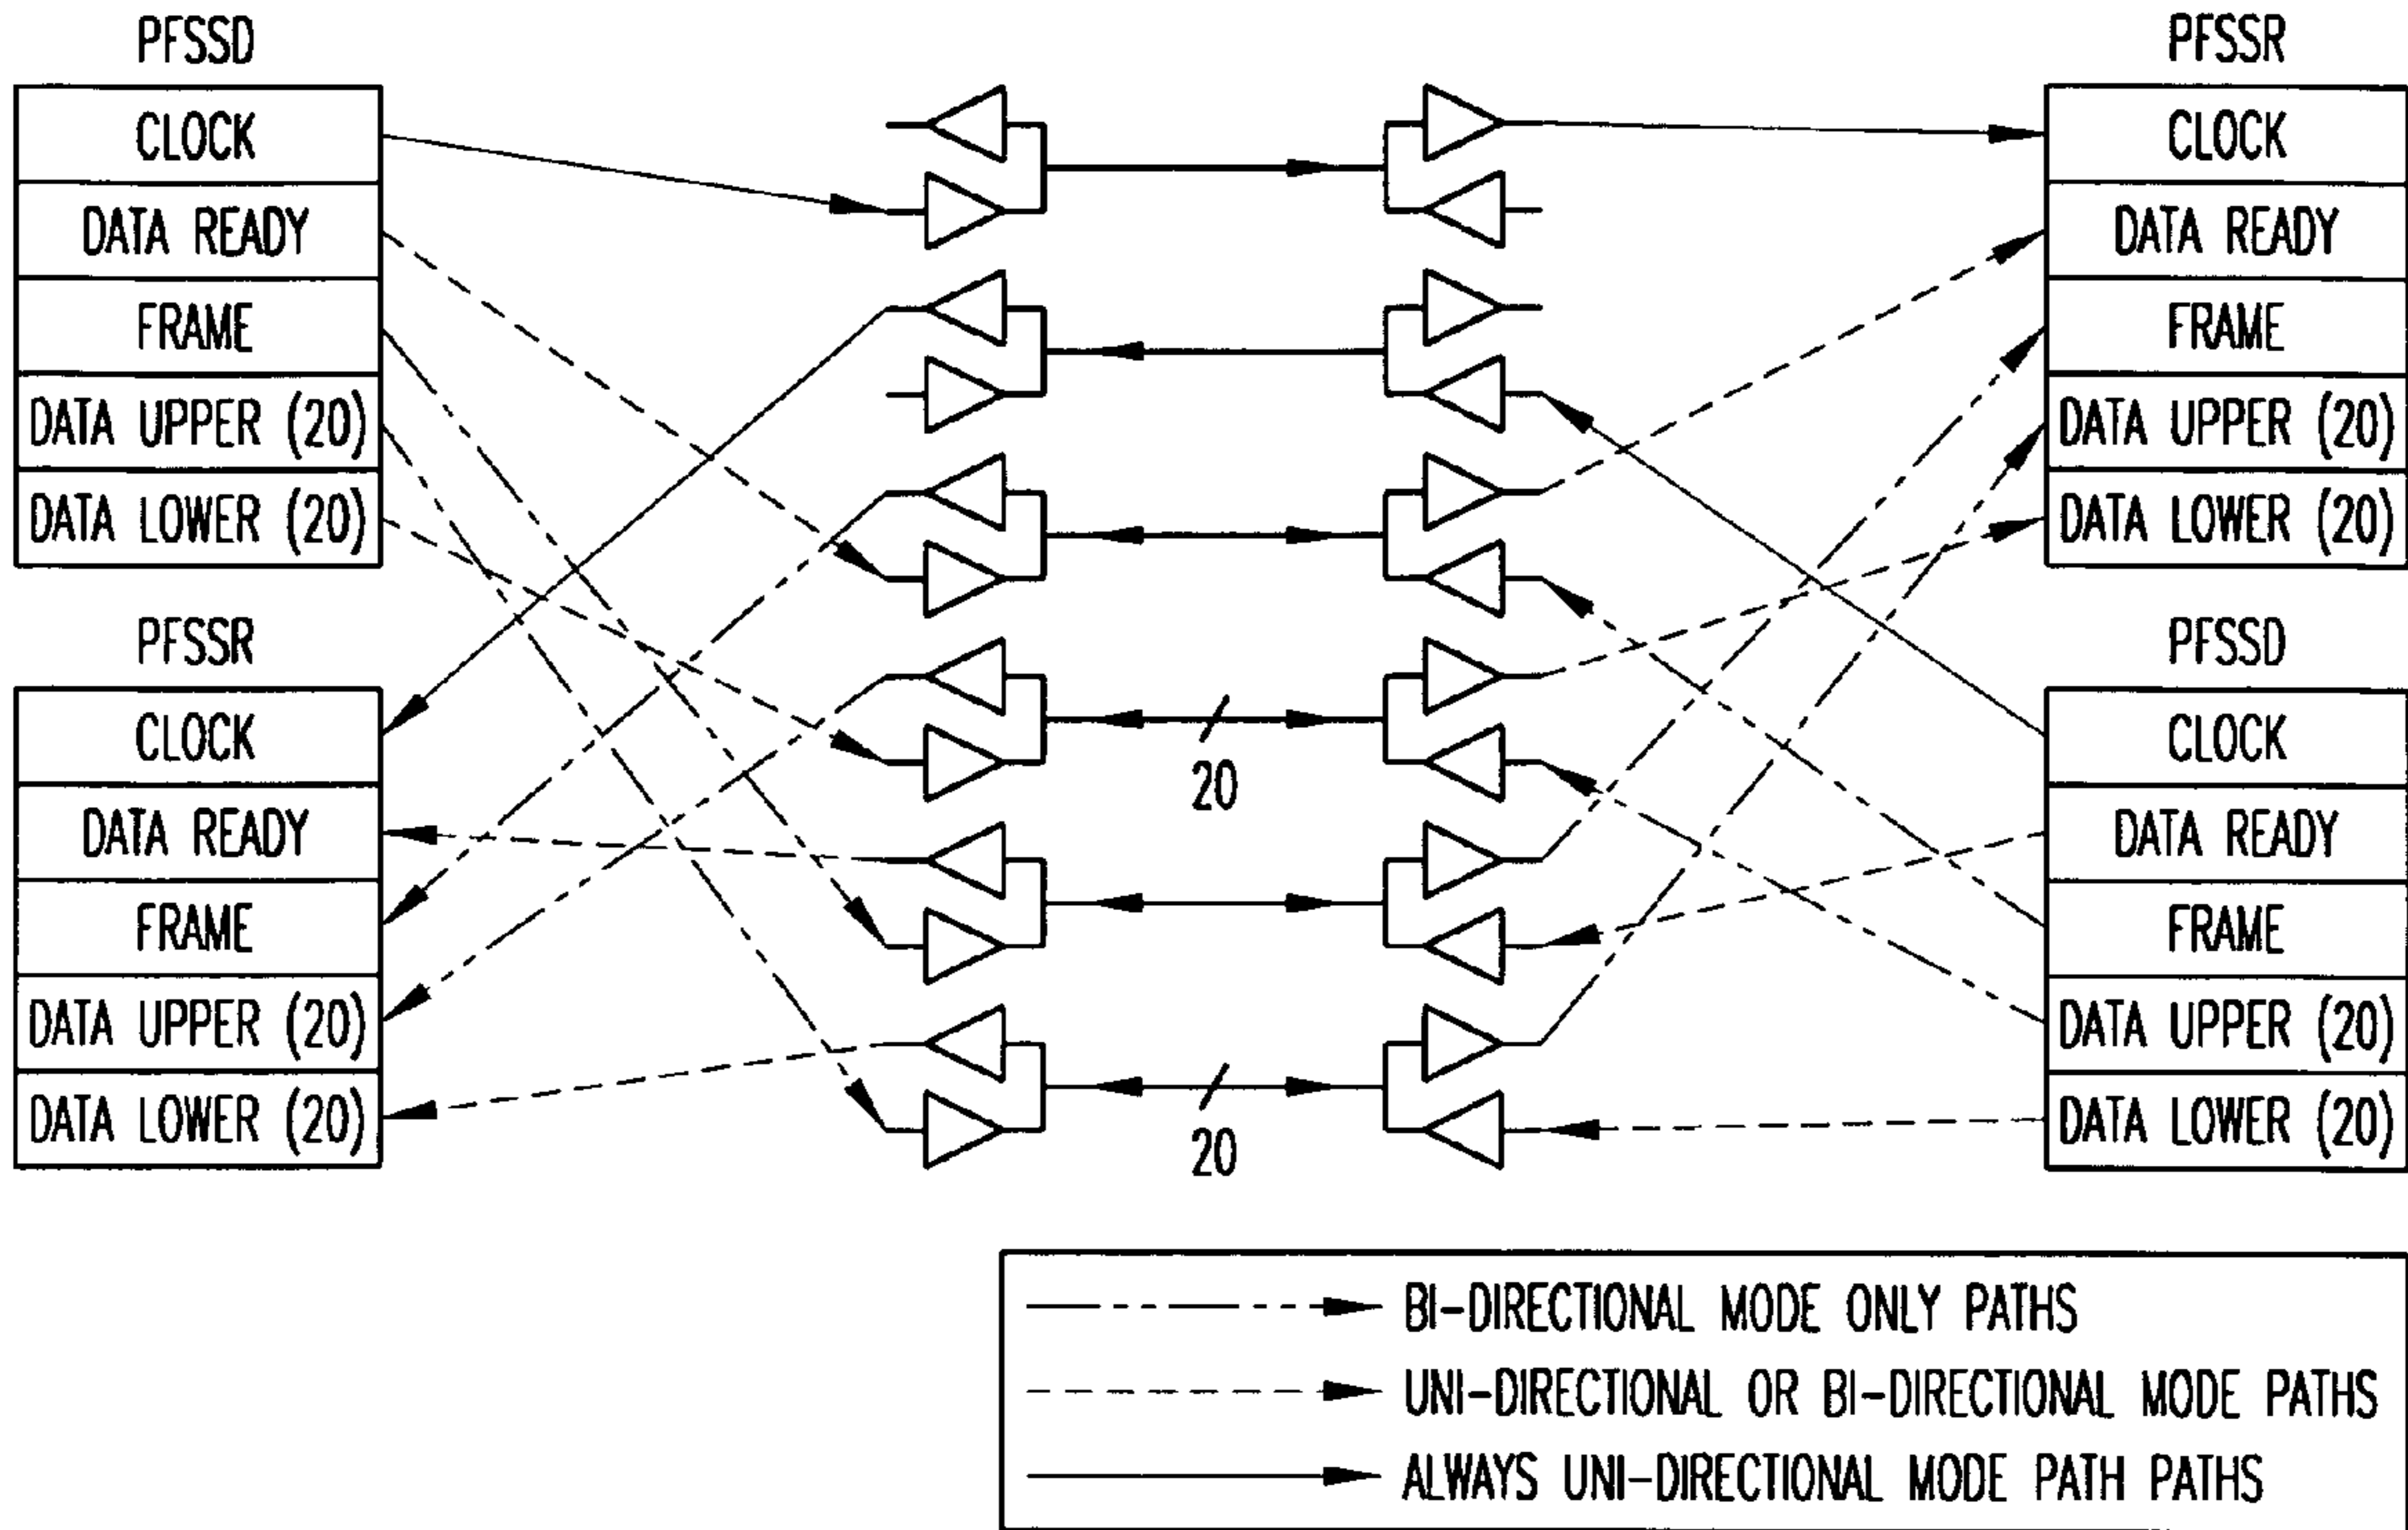 PFSSD
CLOCK
DATA READY
FRAME
DATA UPPER (20)
DATA LOWER (20)
PFSSR
CLOCK
DATA READY
FRAME
DATA UPPER (20)
DATA LOWER (20)
20
20
PFSSR
CLOCK
DATA READY
FRAME
DATA UPPER (20)
DATA LOWER (20)
PFSSD
CLOCK
DATA READY
FRAME
DATA UPPER (20)
DATA LOWER (20)
BI-DIRECTIONAL MODE ONLY PATHS
UNI-DIRECTIONAL OR BI-DIRECTIONAL MODE PATHS
ALWAYS UNI-DIRECTIONAL MODE PATH PATHS